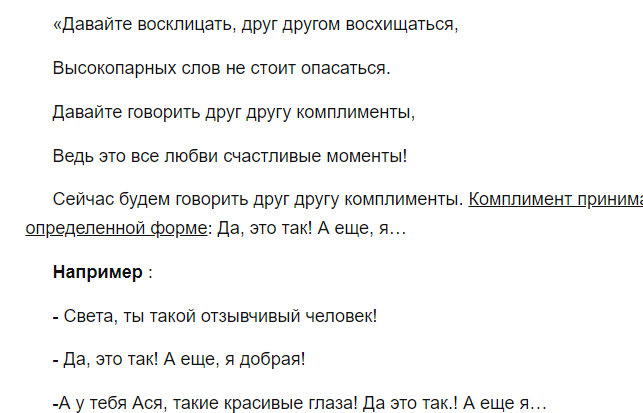 «Давайте восклицать, друг другом восхищаться,
Высокопарных слов не стоит опасаться.
Давайте говорить друг другу комплименты,
Ведь это все любви счастливые моменты!
Сейчас будем говорить друг другу комплименты. Комплимент принима
определенной форме: Да, это так! А еще, я…
Например :
- Света, ты такой отзывчивый человек!
- Да, это так! А еще, я добрая!
-А у тебя Ася, такие красивые глаза! Да это так.! А еще я…